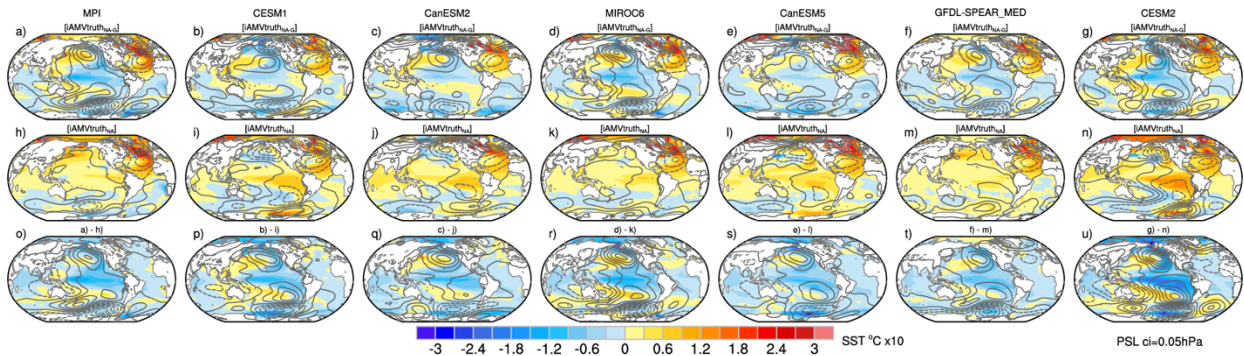 MPI CESM1 CanESM2 MIROC6 CanESM5 GFDL-SPEAR_MED CESM2
[iAMVtruthNA-G] [iAMVtruthNA-G] [iAMVtruthNA-G] [iAMVtruthNA-G] [iAMVtruthNA-G] [iAMVtruthNA-G] [iAMVtruthNA-G]
a) b) c) d) e) f) g)
[iAMVtruthNA] [iAMVtruthNA] [iAMVtruthNA] [iAMVtruthNA] [iAMVtruthNA] [iAMVtruthNA] [iAMVtruthNA]
h) i) j) k) l) m) n)
a) - h) b) - i) c) - j) d) - k) e) - l) f) - m) g) - n)
o) p) q) r) s) t) u)
-3 -2.4 -1.8 -1.2 -0.6 0 0.6 1.2 1.8 2.4 3 SST °C x10 PSL ci=0.05hPa